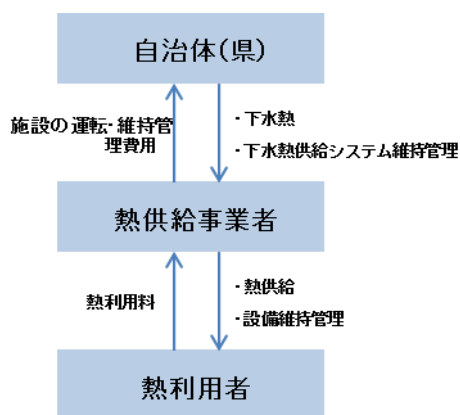 自治体(県)
施設の運転・維持管
理費用
・下水熱
・下水熱供給システム維持管理
熱供給事業者
熱利用料
・熱供給
・設備維持管理
熱利用者